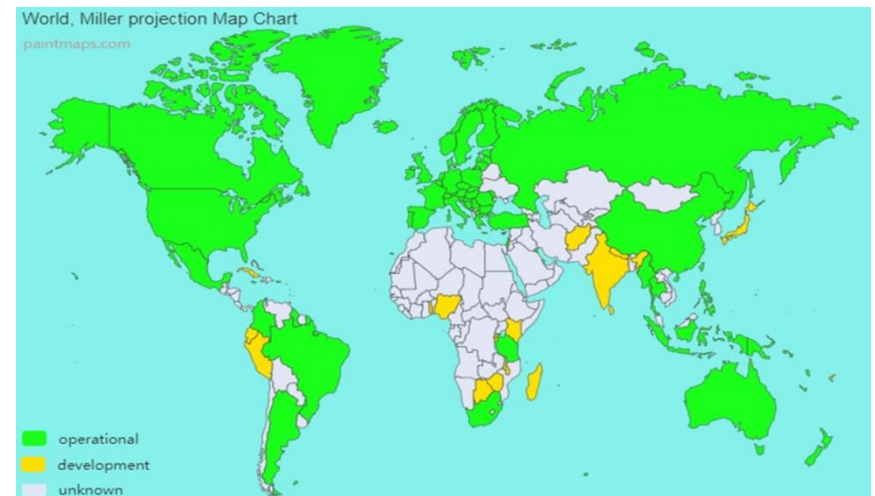 World, Miller projection Map Chart
paintmaps.com
operational
development
unknown